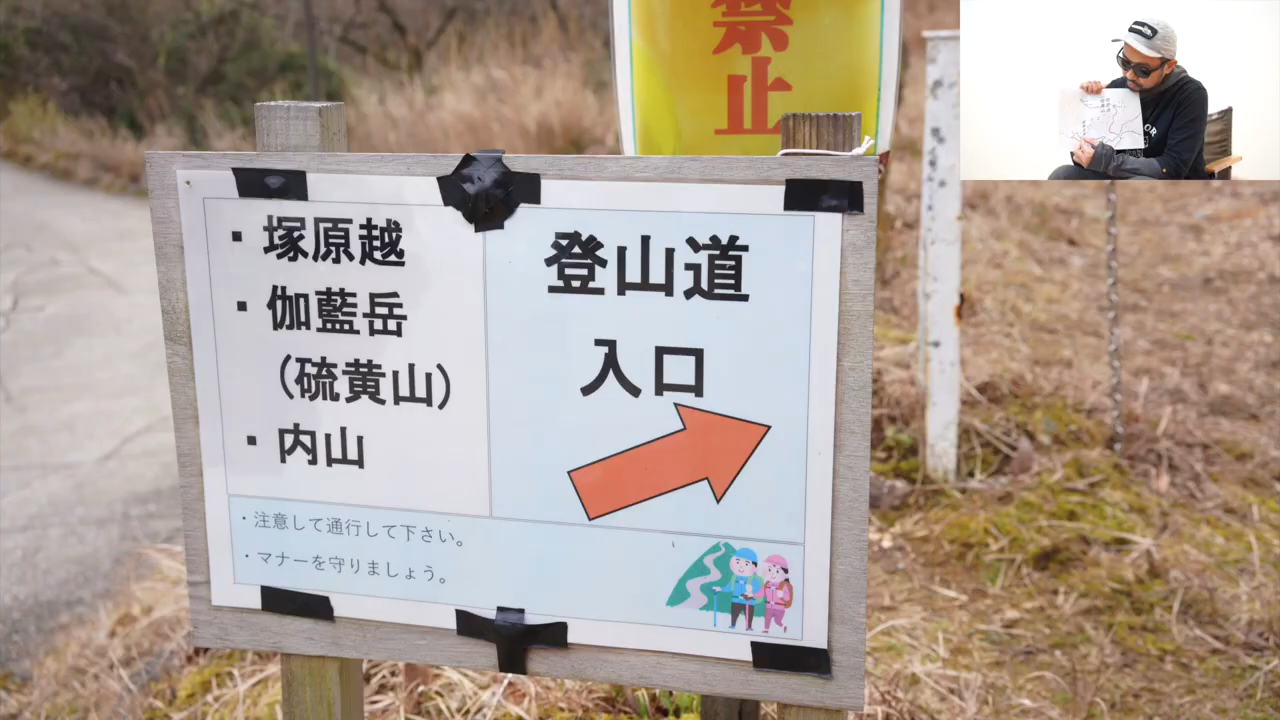 禁止
・塚原越
・伽藍岳
（硫黄山）
・内山
登山道
入口
・注意して通行して下さい。
・マナーを守りましょう。